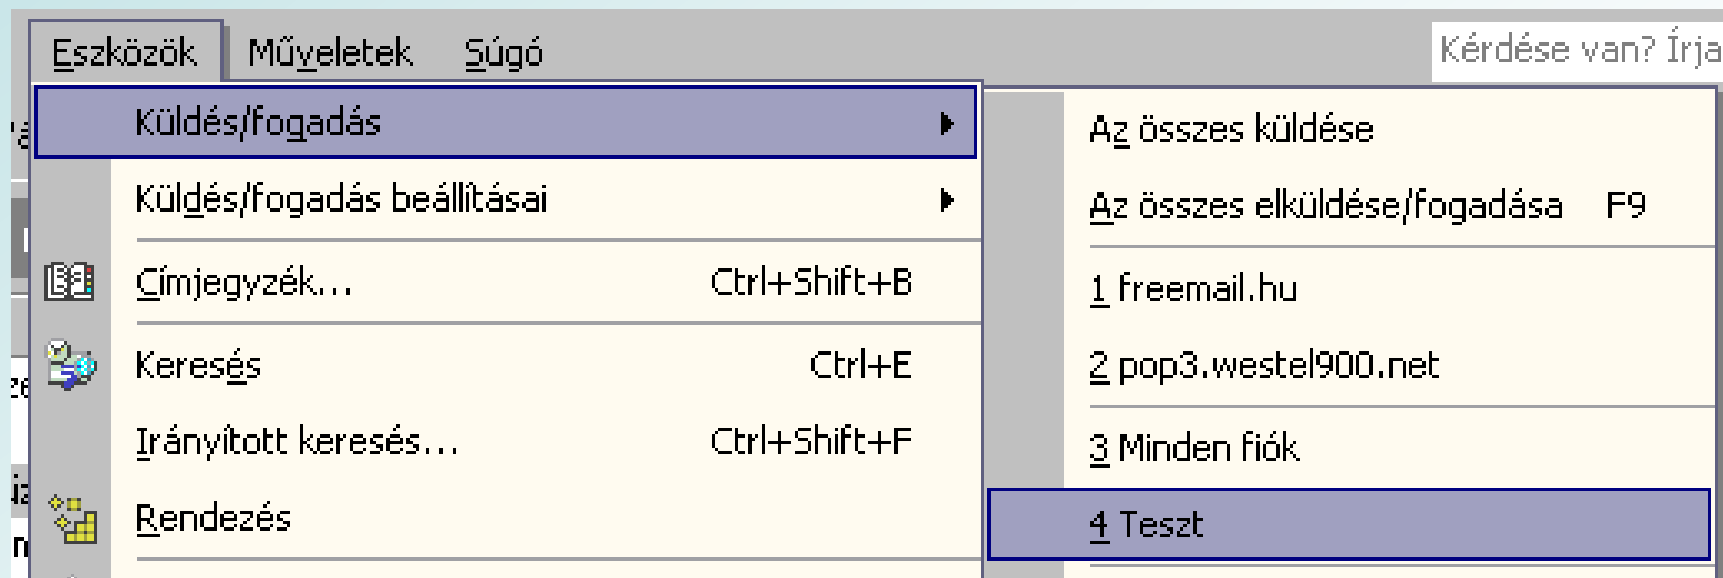 Eszközök Műveletek Súgó Kérdése van? Írja
Küldés/fogadás
Küldés/fogadás beállításai
Címjegyzék... Ctrl+Shift+B
Keresés Ctrl+E
Irányított keresés... Ctrl+Shift+F
Rendezés
Az összes küldése
Az összes elküldése/fogadása F9
1 freemail.hu
2 pop3.westel900.net
3 Minden fiók
4 Teszt